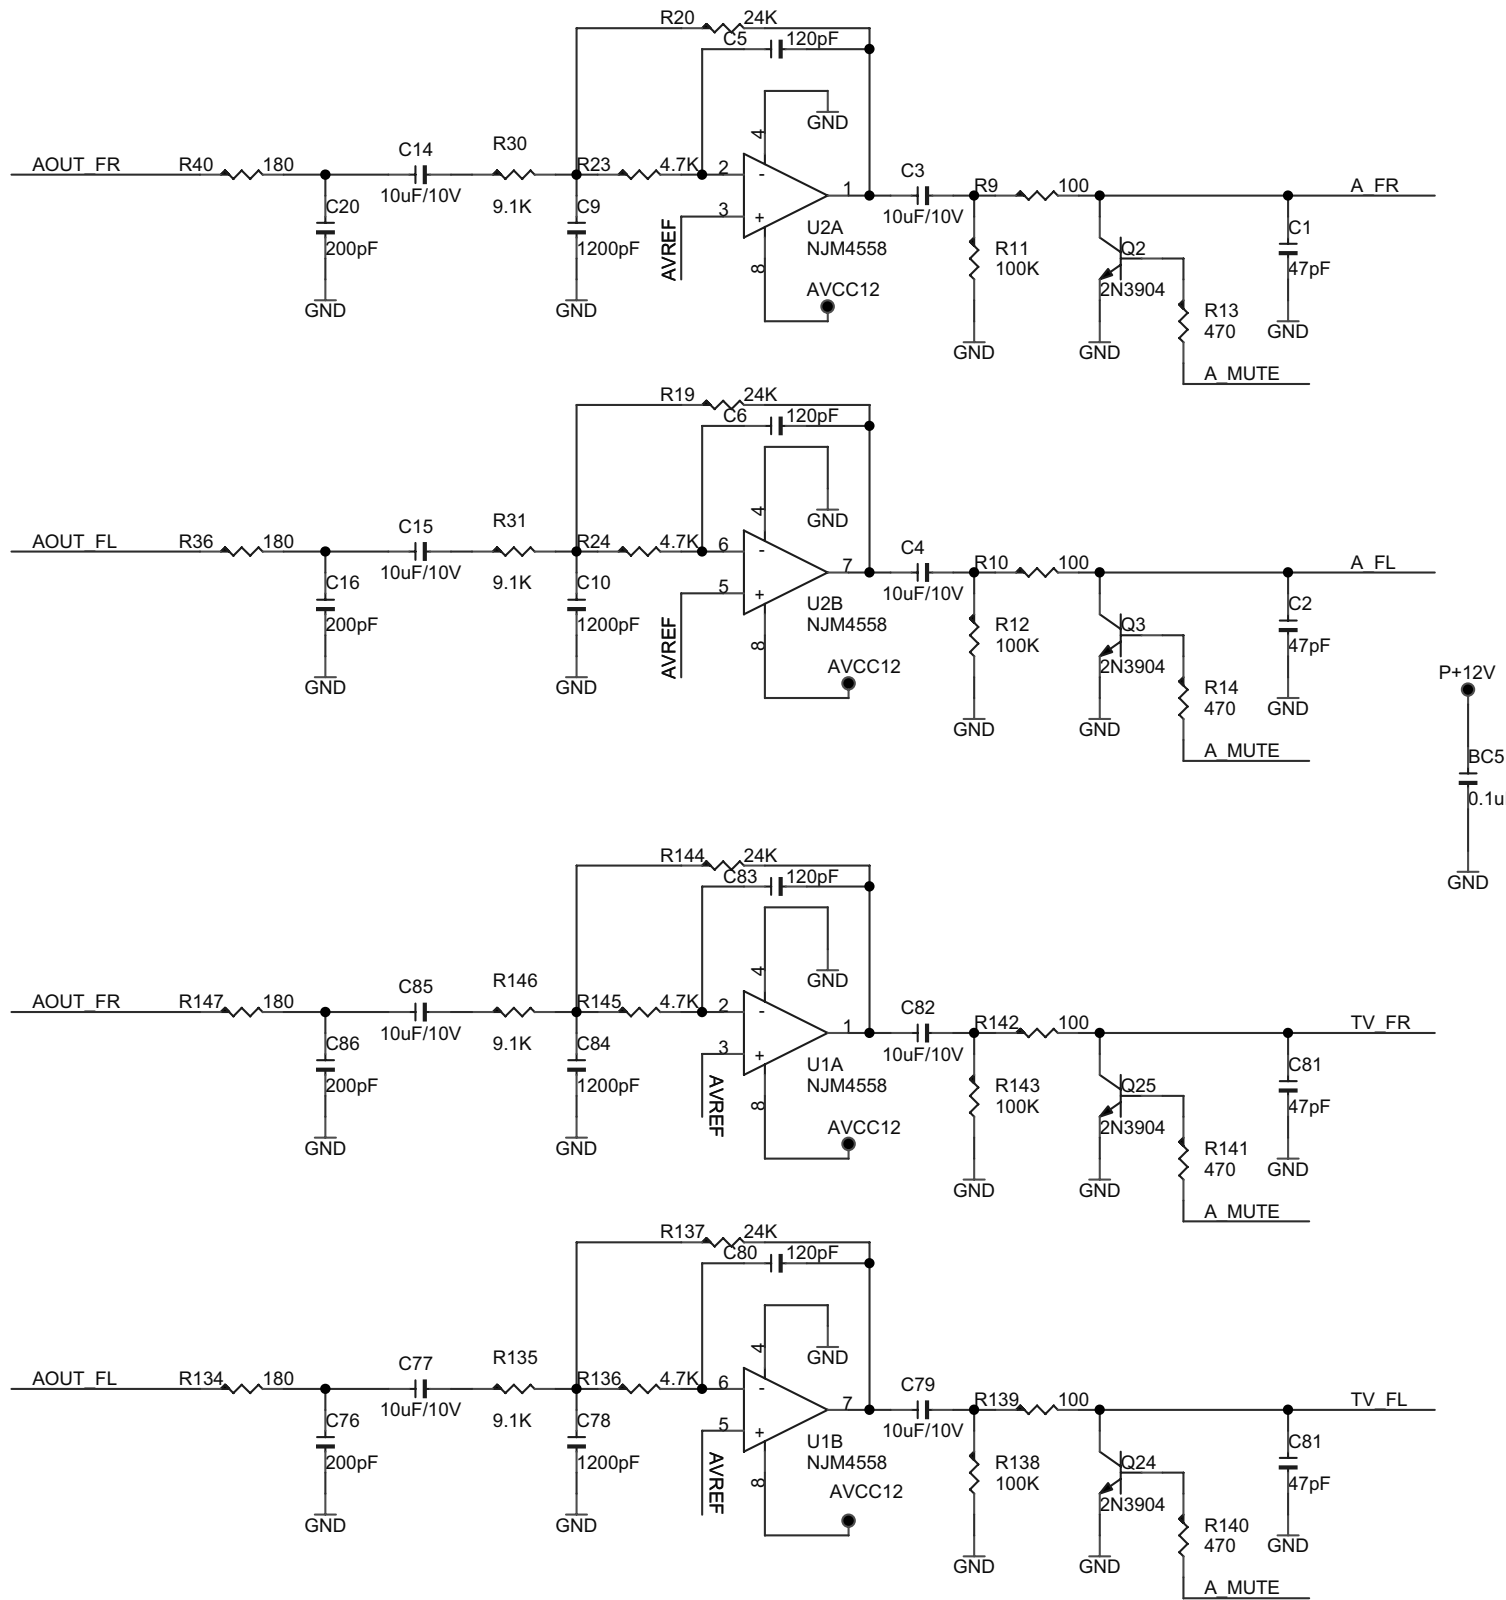 R20 24K
C5 120pF
GND
4
AOUT_FR R40 180 C14 R30 R23 4.7K 2 -
10uF/10V 9.1K
C20
200pF
C9
1200pF
3 +
1
AVREF
U2A
NJM4558
8
AVCC12
C3
10uF/10V
R9 100
A_FR
R11
100K
Q2
2N3904
C1
47pF
R13
470
GND GND GND GND GND
A_MUTE
R19 24K
C6 120pF
GND
4
AOUT_FL R36 180 C15 R31 R24 4.7K 6 -
10uF/10V 9.1K
C16
200pF
C10
1200pF
5 +
7
AVREF
U2B
NJM4558
8
AVCC12
C4
10uF/10V
R10 100
A_FL
R12
100K
Q3
2N3904
C2
47pF
R14
470
GND GND GND GND GND
A_MUTE
P+12V
BC5
0.1u
GND
R144 24K
C83 120pF
GND
4
AOUT_FR R147 180 C85 R146 R145 4.7K 2 -
10uF/10V 9.1K
C86
200pF
C84
1200pF
3 +
1
AVREF
U1A
NJM4558
8
AVCC12
C82
10uF/10V
R142 100
TV_FR
R143
100K
Q25
2N3904
C81
47pF
R141
470
GND GND GND GND GND
A_MUTE
R137 24K
C80 120pF
GND
4
AOUT_FL R134 180 C77 R135 R136 4.7K 6 -
10uF/10V 9.1K
C76
200pF
C78
1200pF
5 +
7
AVREF
U1B
NJM4558
8
AVCC12
C79
10uF/10V
R139 100
TV_FL
R138
100K
Q24
2N3904
C81
47pF
R140
470
GND GND GND GND GND
A_MUTE